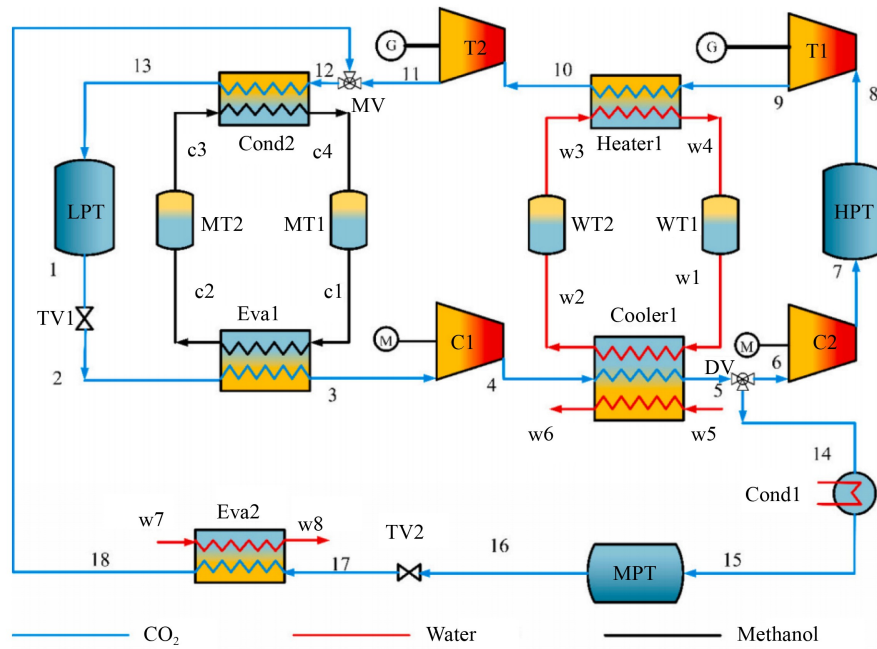 G
T2
G
T1
13
12
11
10
9
8
MV
c3
Cond2
c4
w3
Heater1
w4
LPT
MT2
MT1
WT2
WT1
HPT
1
7
TV1
c2
Eva1
c1
w2
Cooler1
w1
M
C1
M
C2
2
3
4
DV
5
6
w6
w5
14
Cond1
w7
Eva2
w8
TV2
18
17
16
MPT
15
CO₂
Water
Methanol